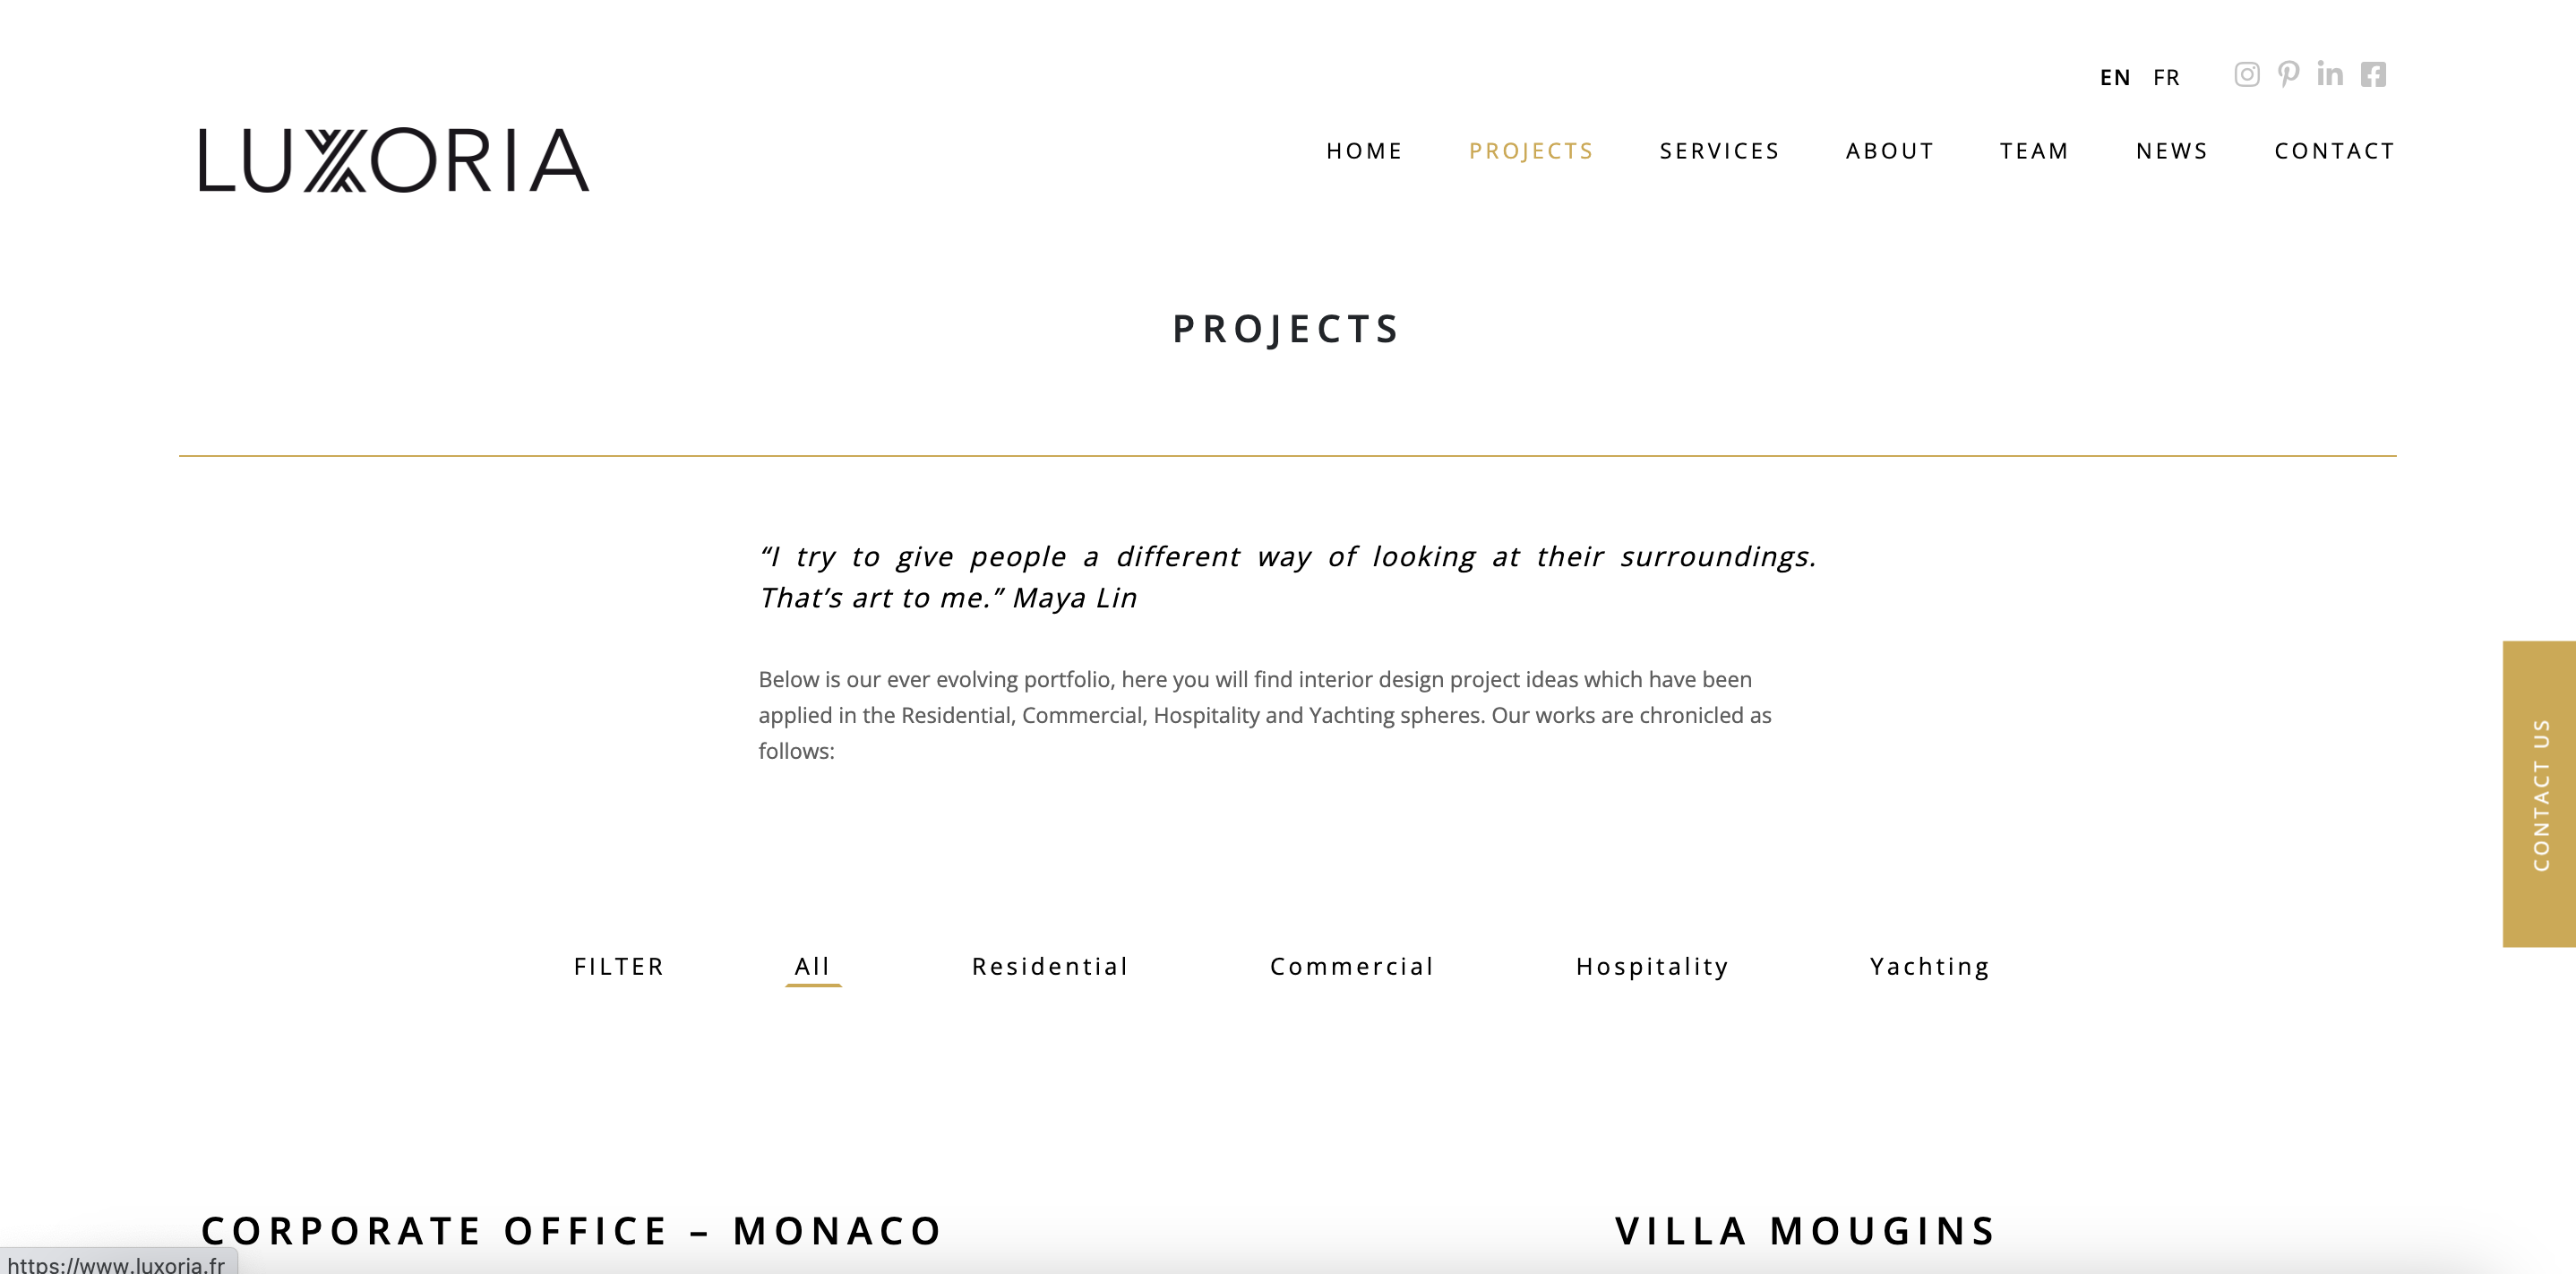 EN FR
LUXORIA
HOME PROJECTS SERVICES ABOUT TEAM NEWS CONTACT
PROJECTS
“I try to give people a different way of looking at their surroundings.
That’s art to me.” Maya Lin
Below is our ever evolving portfolio, here you will find interior design project ideas which have been
applied in the Residential, Commercial, Hospitality and Yachting spheres. Our works are chronicled as
follows:
CONTACT US
FILTER All Residential Commercial Hospitality Yachting
CORPORATE OFFICE – MONACO
VILLA MOUGINS
https://www.luxoria.fr